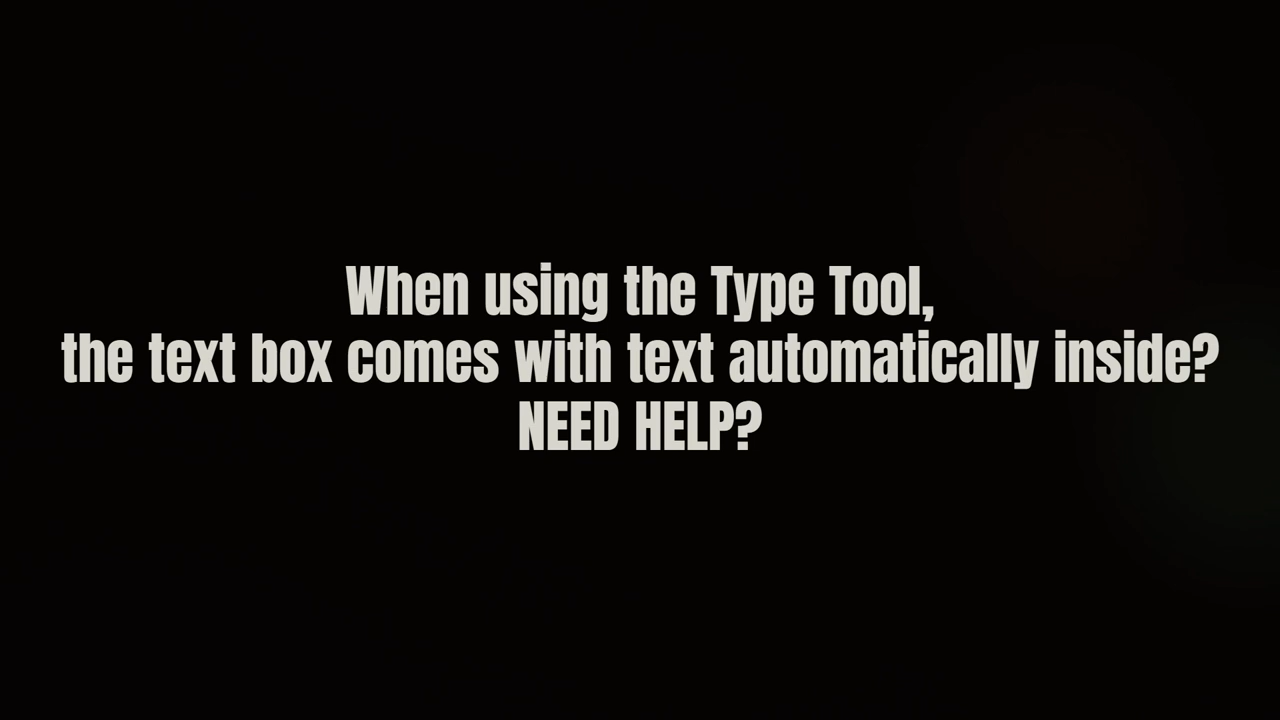 When using the Type Tool,
the text box comes with text automatically inside?
NEED HELP?